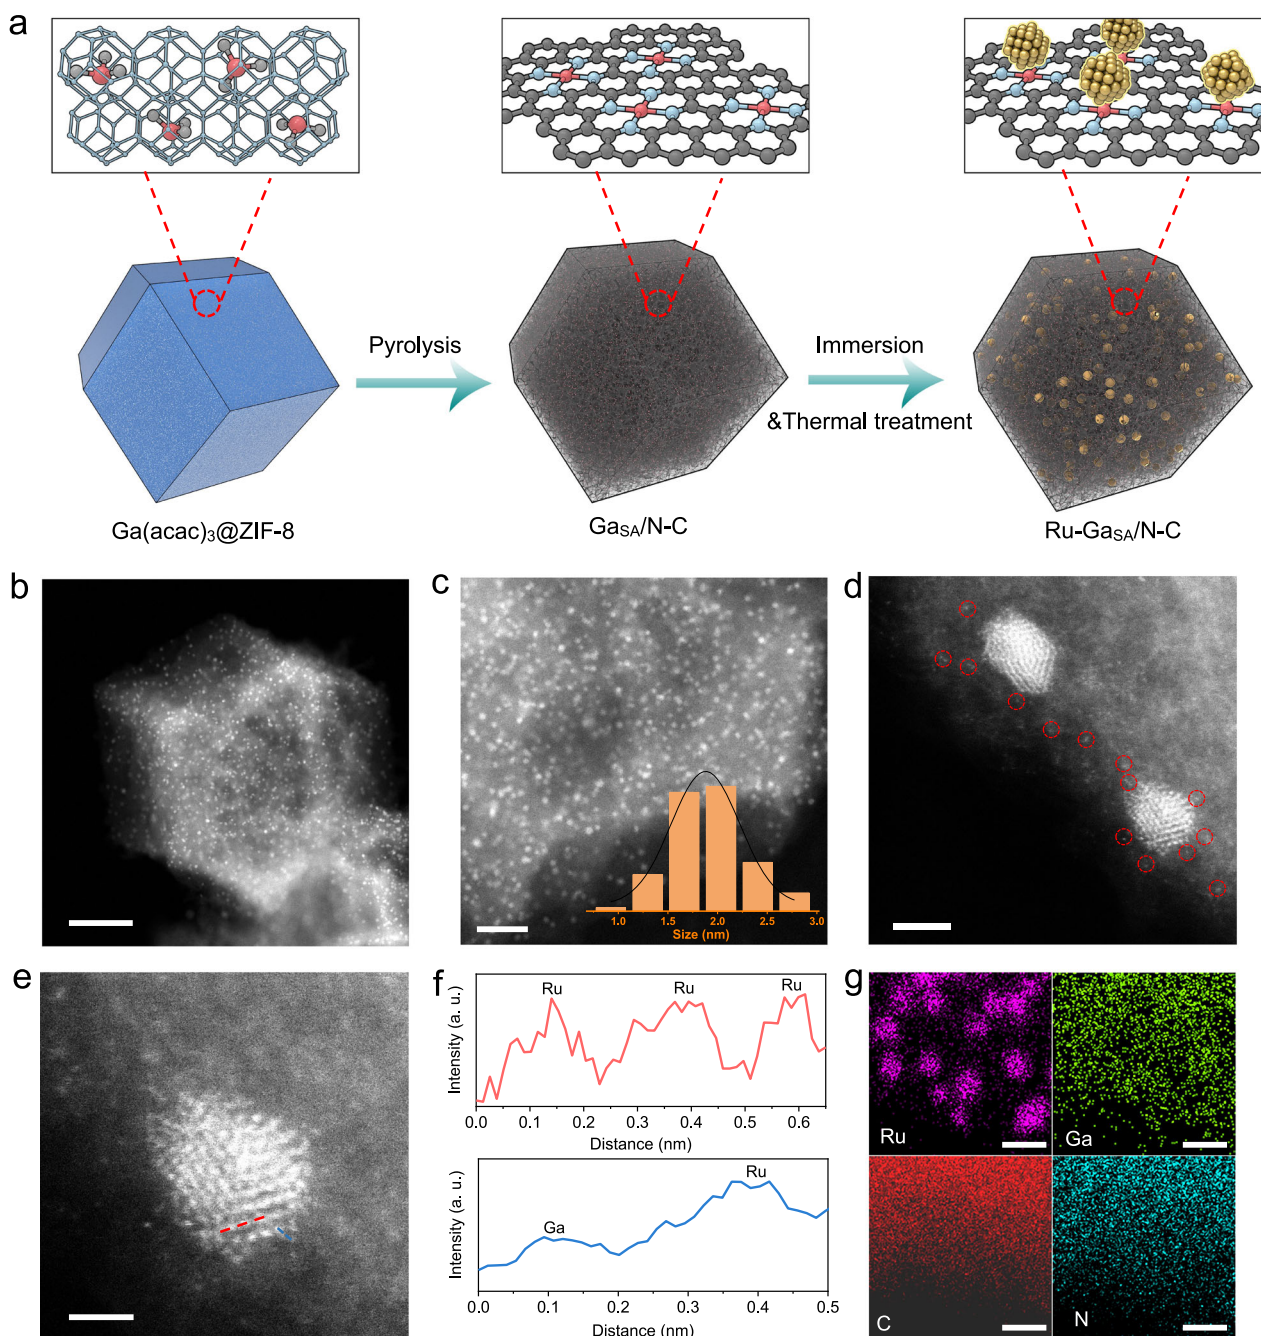 a
Pyrolysis
Immersion
&Thermal treatment
Ga(acac)₃@ZIF-8
Ga_SA/N-C
Ru-Ga_SA/N-C
b
c
1.0 1.5 2.0 2.5 3.0
Size (nm)
d
e
f
Ru Ru Ru
Intensity (a. u.)
0.0 0.1 0.2 0.3 0.4 0.5 0.6
Distance (nm)
Ru
Ga
Intensity (a. u.)
0.0 0.1 0.2 0.3 0.4 0.5
Distance (nm)
g
Ru
Ga
C
N